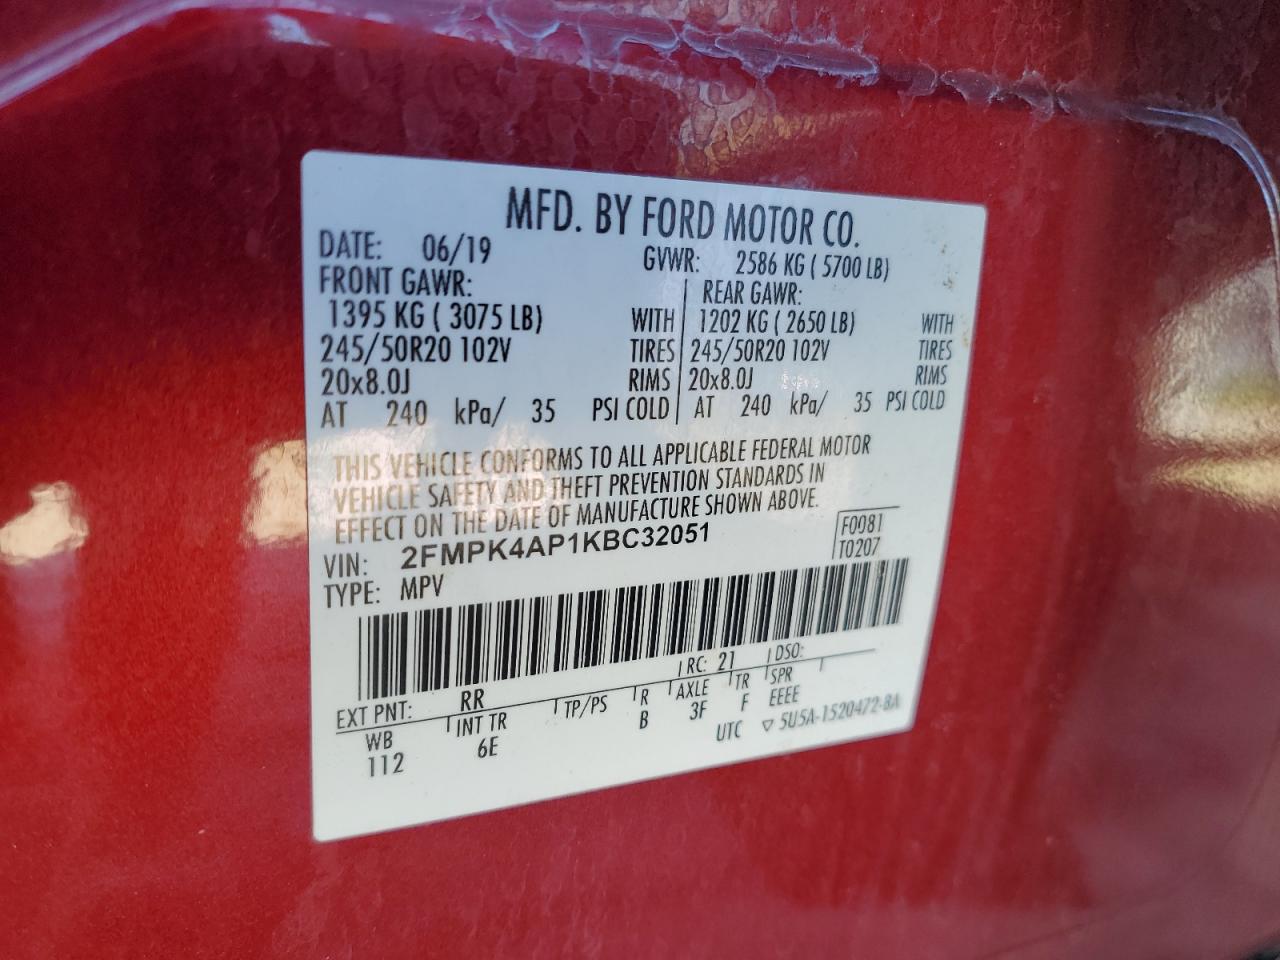 MFD. BY FORD MOTOR CO.
DATE: 06/19 GVWR: 2586 KG ( 5700 LB)
FRONT GAWR: REAR GAWR:
1395 KG ( 3075 LB) WITH 1202 KG ( 2650 LB) WITH
245/50R20 102V TIRES 245/50R20 102V TIRES
20x8.0J RIMS 20x8.0J RIMS
AT 240 kPa/ 35 PSI COLD AT 240 kPa/ 35 PSI COLD
THIS VEHICLE CONFORMS TO ALL APPLICABLE FEDERAL MOTOR
VEHICLE SAFETY AND THEFT PREVENTION STANDARDS IN
EFFECT ON THE DATE OF MANUFACTURE SHOWN ABOVE.
VIN: 2FMPK4AP1KBC32051 F0081
TYPE: MPV T0207
EXT PNT: RR RC: 21 DSO:
WB INT TR TP/PS R AXLE TR SPR
112 6E B 3F F EEEE
UTC ▽ 5U5A-1520472-BA